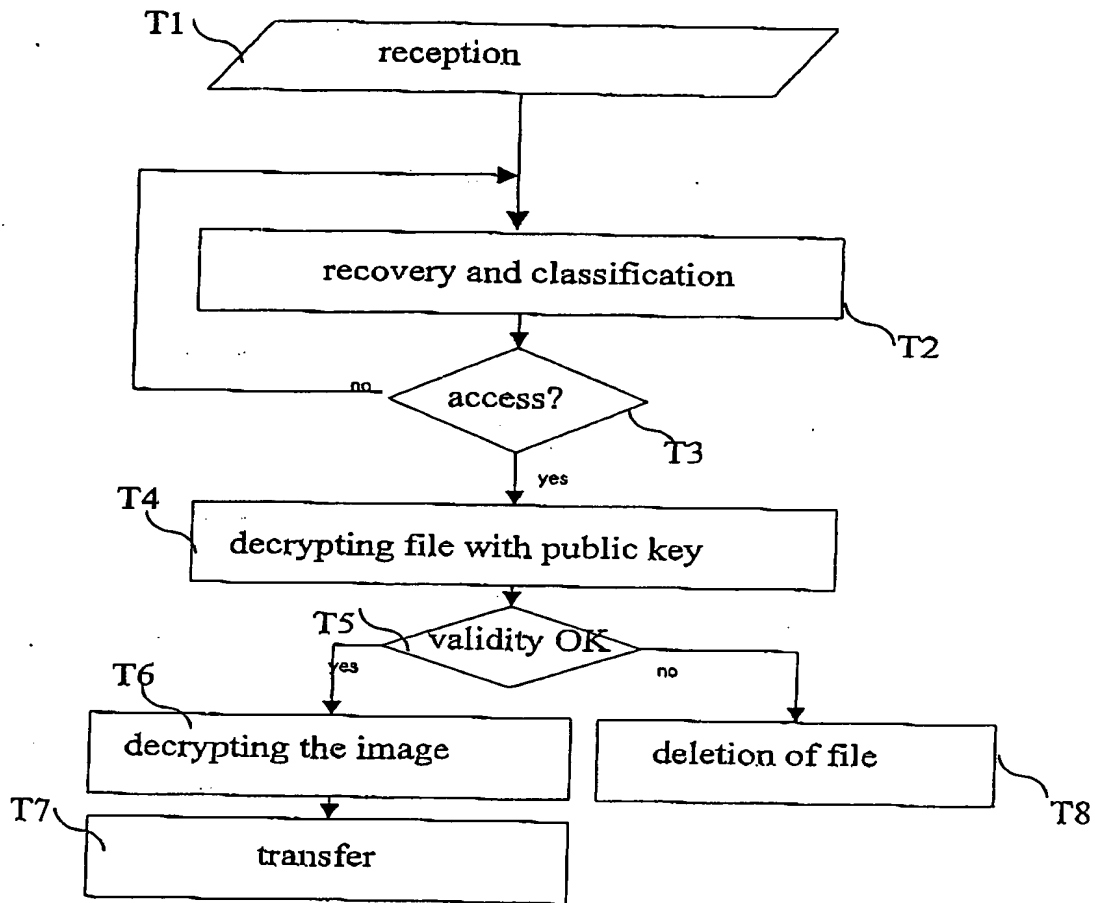 T1
reception
recovery and classification
T2
no
access?
T3
yes
T4
decrypting file with public key
T5
validity OK
yes
no
T6
decrypting the image
deletion of file
T7
T8
transfer